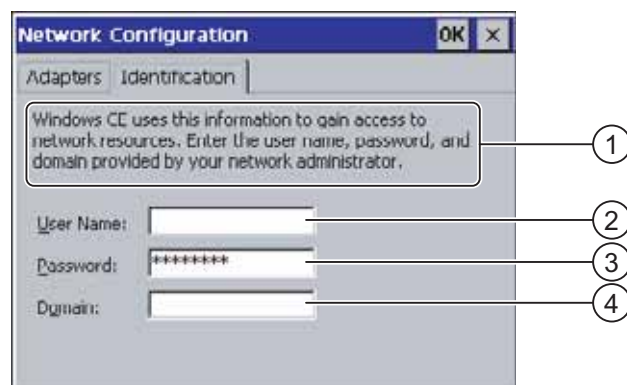 Network Configuration OK ×
Adapters Identification
Windows CE uses this information to gain access to
network resources. Enter the user name, password, and
domain provided by your network administrator.
1
User Name:
2
Password: ********
3
Domain:
4